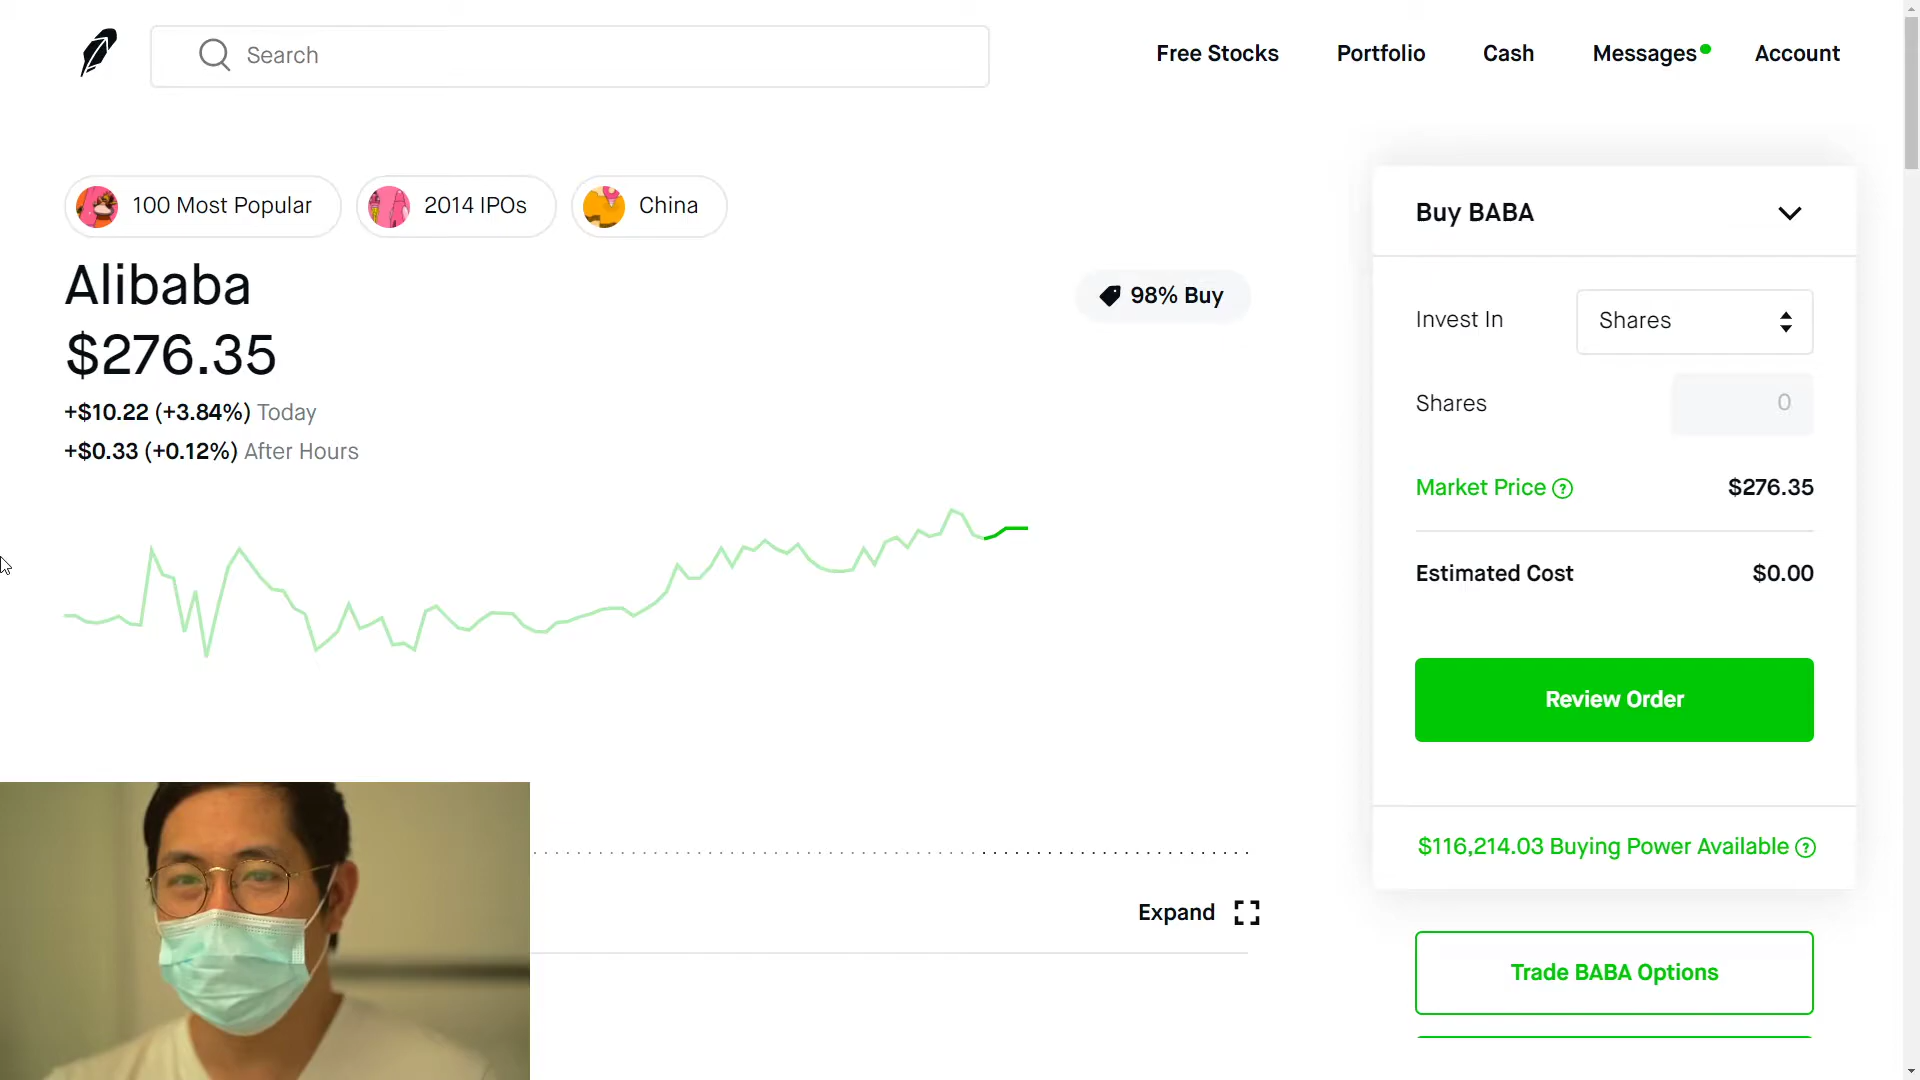 Search
Free Stocks
Portfolio
Cash
Messages
Account
100 Most Popular
2014 IPOs
China
Alibaba
$276.35
+$10.22 (+3.84%) Today
+$0.33 (+0.12%) After Hours
98% Buy
Expand
Buy BABA
Invest In
Shares
Shares
0
Market Price ?
$276.35
Estimated Cost
$0.00
Review Order
$116,214.03 Buying Power Available ?
Trade BABA Options